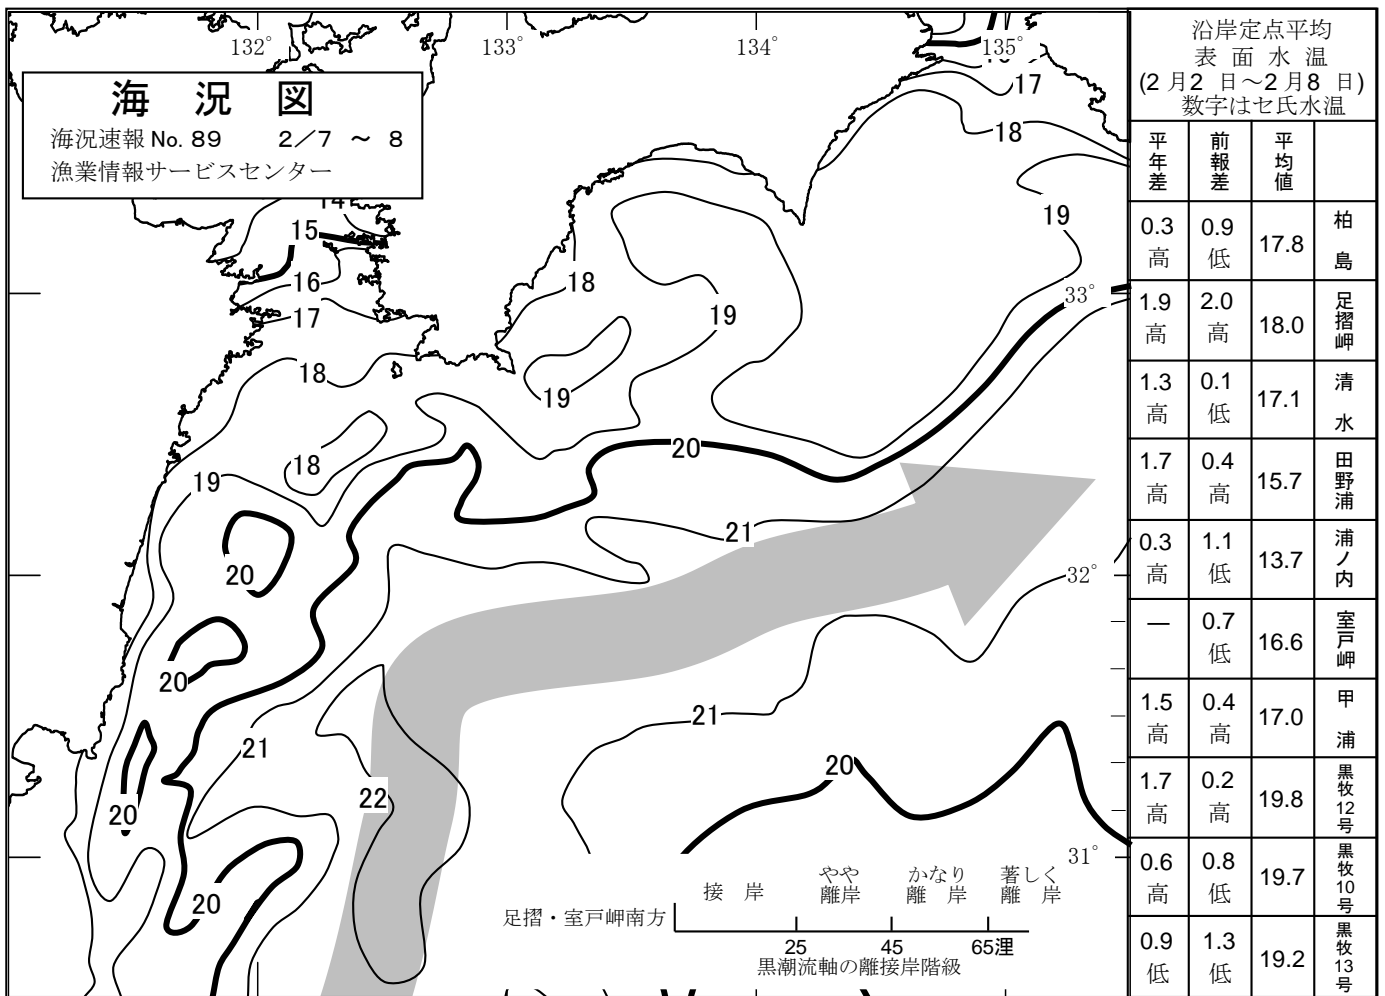 132°
133°
134°
135°
海 況 図
海況速報 No. 89 2／7 ～ 8
漁業情報サービスセンター
17
18
14
15
16
17
18
19
18
19
33°
18
19
18
19
20
21
20
32°
20
21
21
22
20
20
20
31°
接 岸
やや離岸
かなり離 岸
著しく離 岸
足摺・室戸岬南方
25 45 65浬
黒潮流軸の離接岸階級
沿岸定点平均
表 面 水 温
(2 月2 日～2 月8 日)
数字はセ氏水温
平年差 前報差 平均値
0.3高 0.9低 17.8 柏島
1.9高 2.0高 18.0 足摺岬
1.3高 0.1低 17.1 清水
1.7高 0.4高 15.7 田野浦
0.3高 1.1低 13.7 浦ノ内
― 0.7低 16.6 室戸岬
1.5高 0.4高 17.0 甲浦
1.7高 0.2高 19.8 黒牧12号
0.6高 0.8低 19.7 黒牧10号
0.9低 1.3低 19.2 黒牧13号